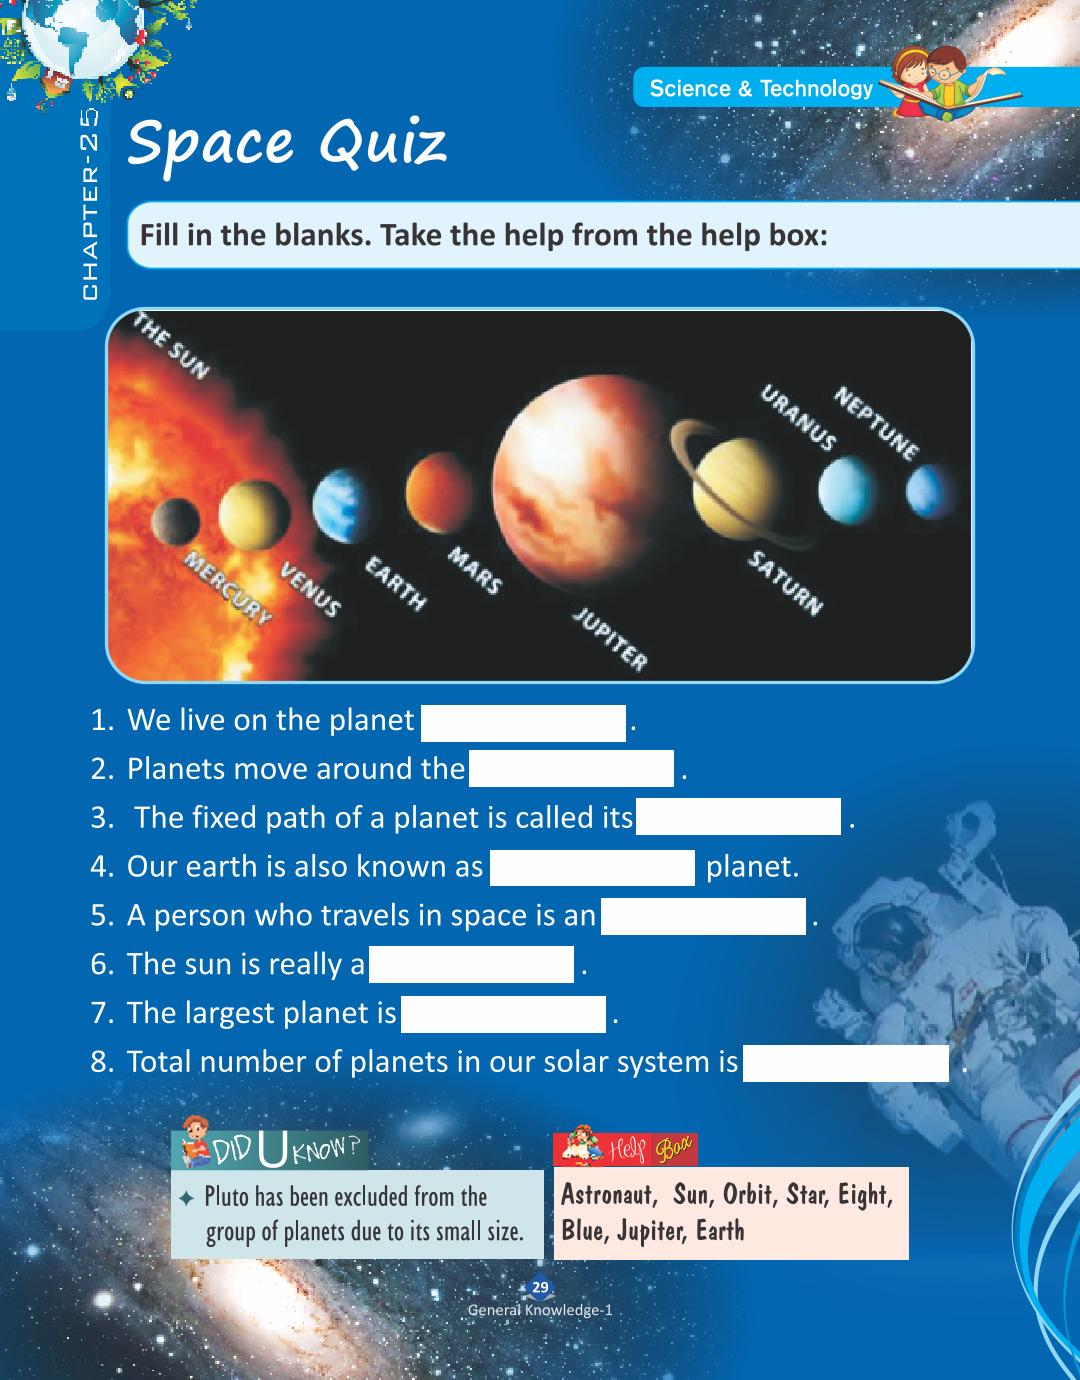 Science & Technology
CHAPTER-25
Space Quiz
Fill in the blanks. Take the help from the help box:
THE SUN
MERCURY
VENUS
EARTH
MARS
JUPITER
SATURN
URANUS
NEPTUNE
1. We live on the planet .
2. Planets move around the .
3. The fixed path of a planet is called its .
4. Our earth is also known as planet.
5. A person who travels in space is an .
6. The sun is really a .
7. The largest planet is .
8. Total number of planets in our solar system is .
DID U KNOW?
✦ Pluto has been excluded from the
group of planets due to its small size.
Help Box
Astronaut, Sun, Orbit, Star, Eight,
Blue, Jupiter, Earth
29
General Knowledge-1